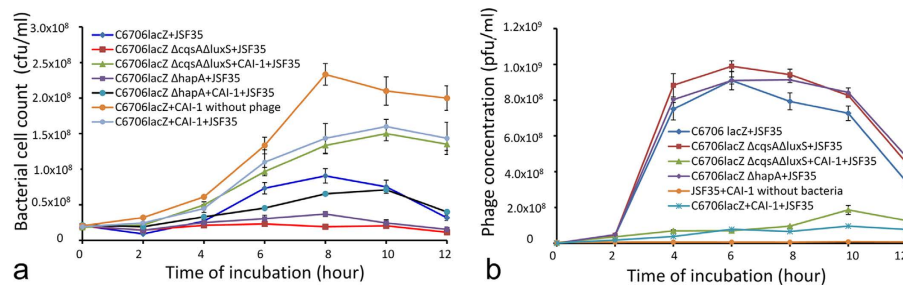 Bacterial cell count (cfu/ml)
3.0x10⁸
2.5x10⁸
2.0x10⁸
1.5x10⁸
1.0x10⁸
0.5x10⁸
0
C6706lacZ+JSF35
C6706lacZ ΔcqsAΔluxS+JSF35
C6706lacZ ΔcqsAΔluxS+CAI-1+JSF35
C6706lacZ ΔhapA+JSF35
C6706lacZ ΔhapA+CAI-1+JSF35
C6706lacZ+CAI-1 without phage
C6706lacZ+CAI-1+JSF35
0 2 4 6 8 10 12
Time of incubation (hour)
a
Phage concentration (pfu/ml)
1.2x10⁹
1.0x10⁹
8.0x10⁸
6.0x10⁸
4.0x10⁸
2.0x10⁸
0
C6706 lacZ+JSF35
C6706lacZ ΔcqsAΔluxS+JSF35
C6706lacZ ΔcqsAΔluxS+CAI-1+JSF35
C6706lacZ ΔhapA+JSF35
JSF35+CAI-1 without bacteria
C6706lacZ+CAI-1+JSF35
0 2 4 6 8 10 12
Time of incubation (hour)
b